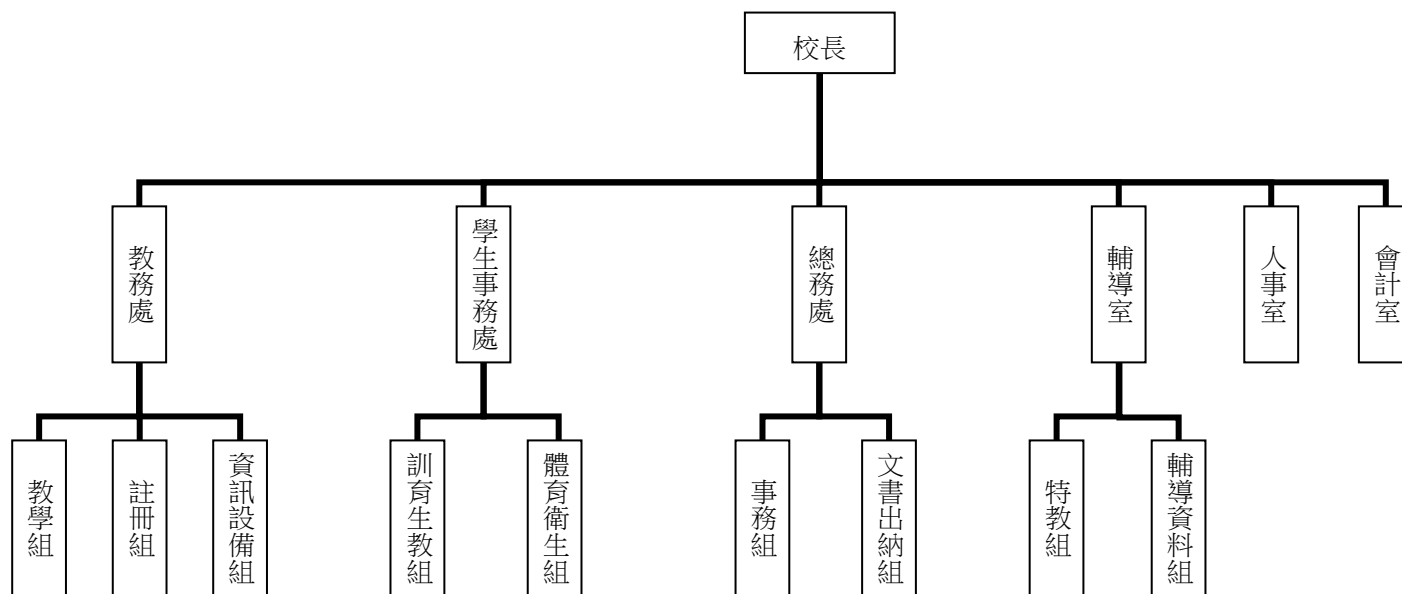 校長
教務處
學生事務處
總務處
輔導室
人事室
會計室
教學組
註冊組
資訊設備組
訓育生教組
體育衛生組
事務組
文書出納組
特教組
輔導資料組